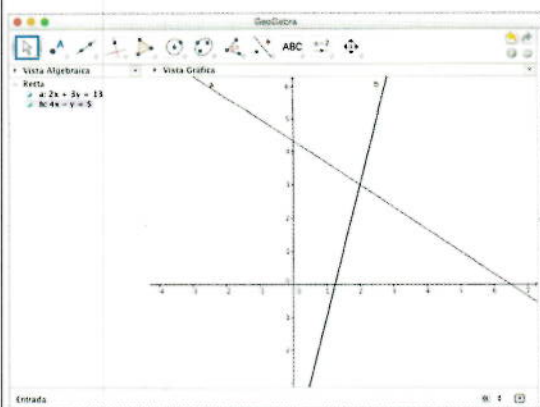 GeoGebra
ABC
Vista Algebraica
Vista Gráfica
Recta
a: 2x + 3y = 13
b: 4x - y = 5
a
b
Entrada